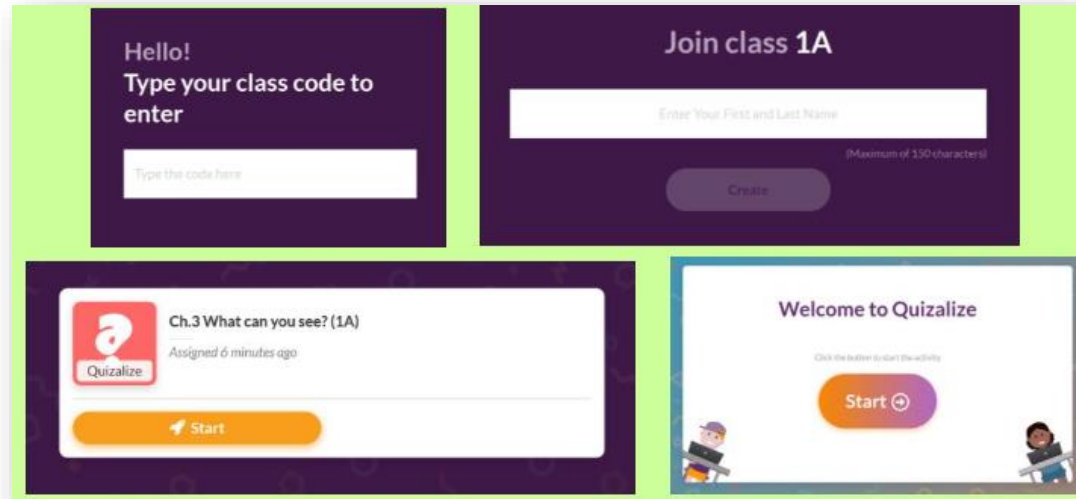 Hello!
Type your class code to
enter
Type the code here
Join class 1A
Enter Your First and Last Name
(Maximum of 150 characters)
Create
Quizalize
Ch.3 What can you see? (1A)
Assigned 6 minutes ago
Start
Welcome to Quizalize
Click the button to start the activity
Start